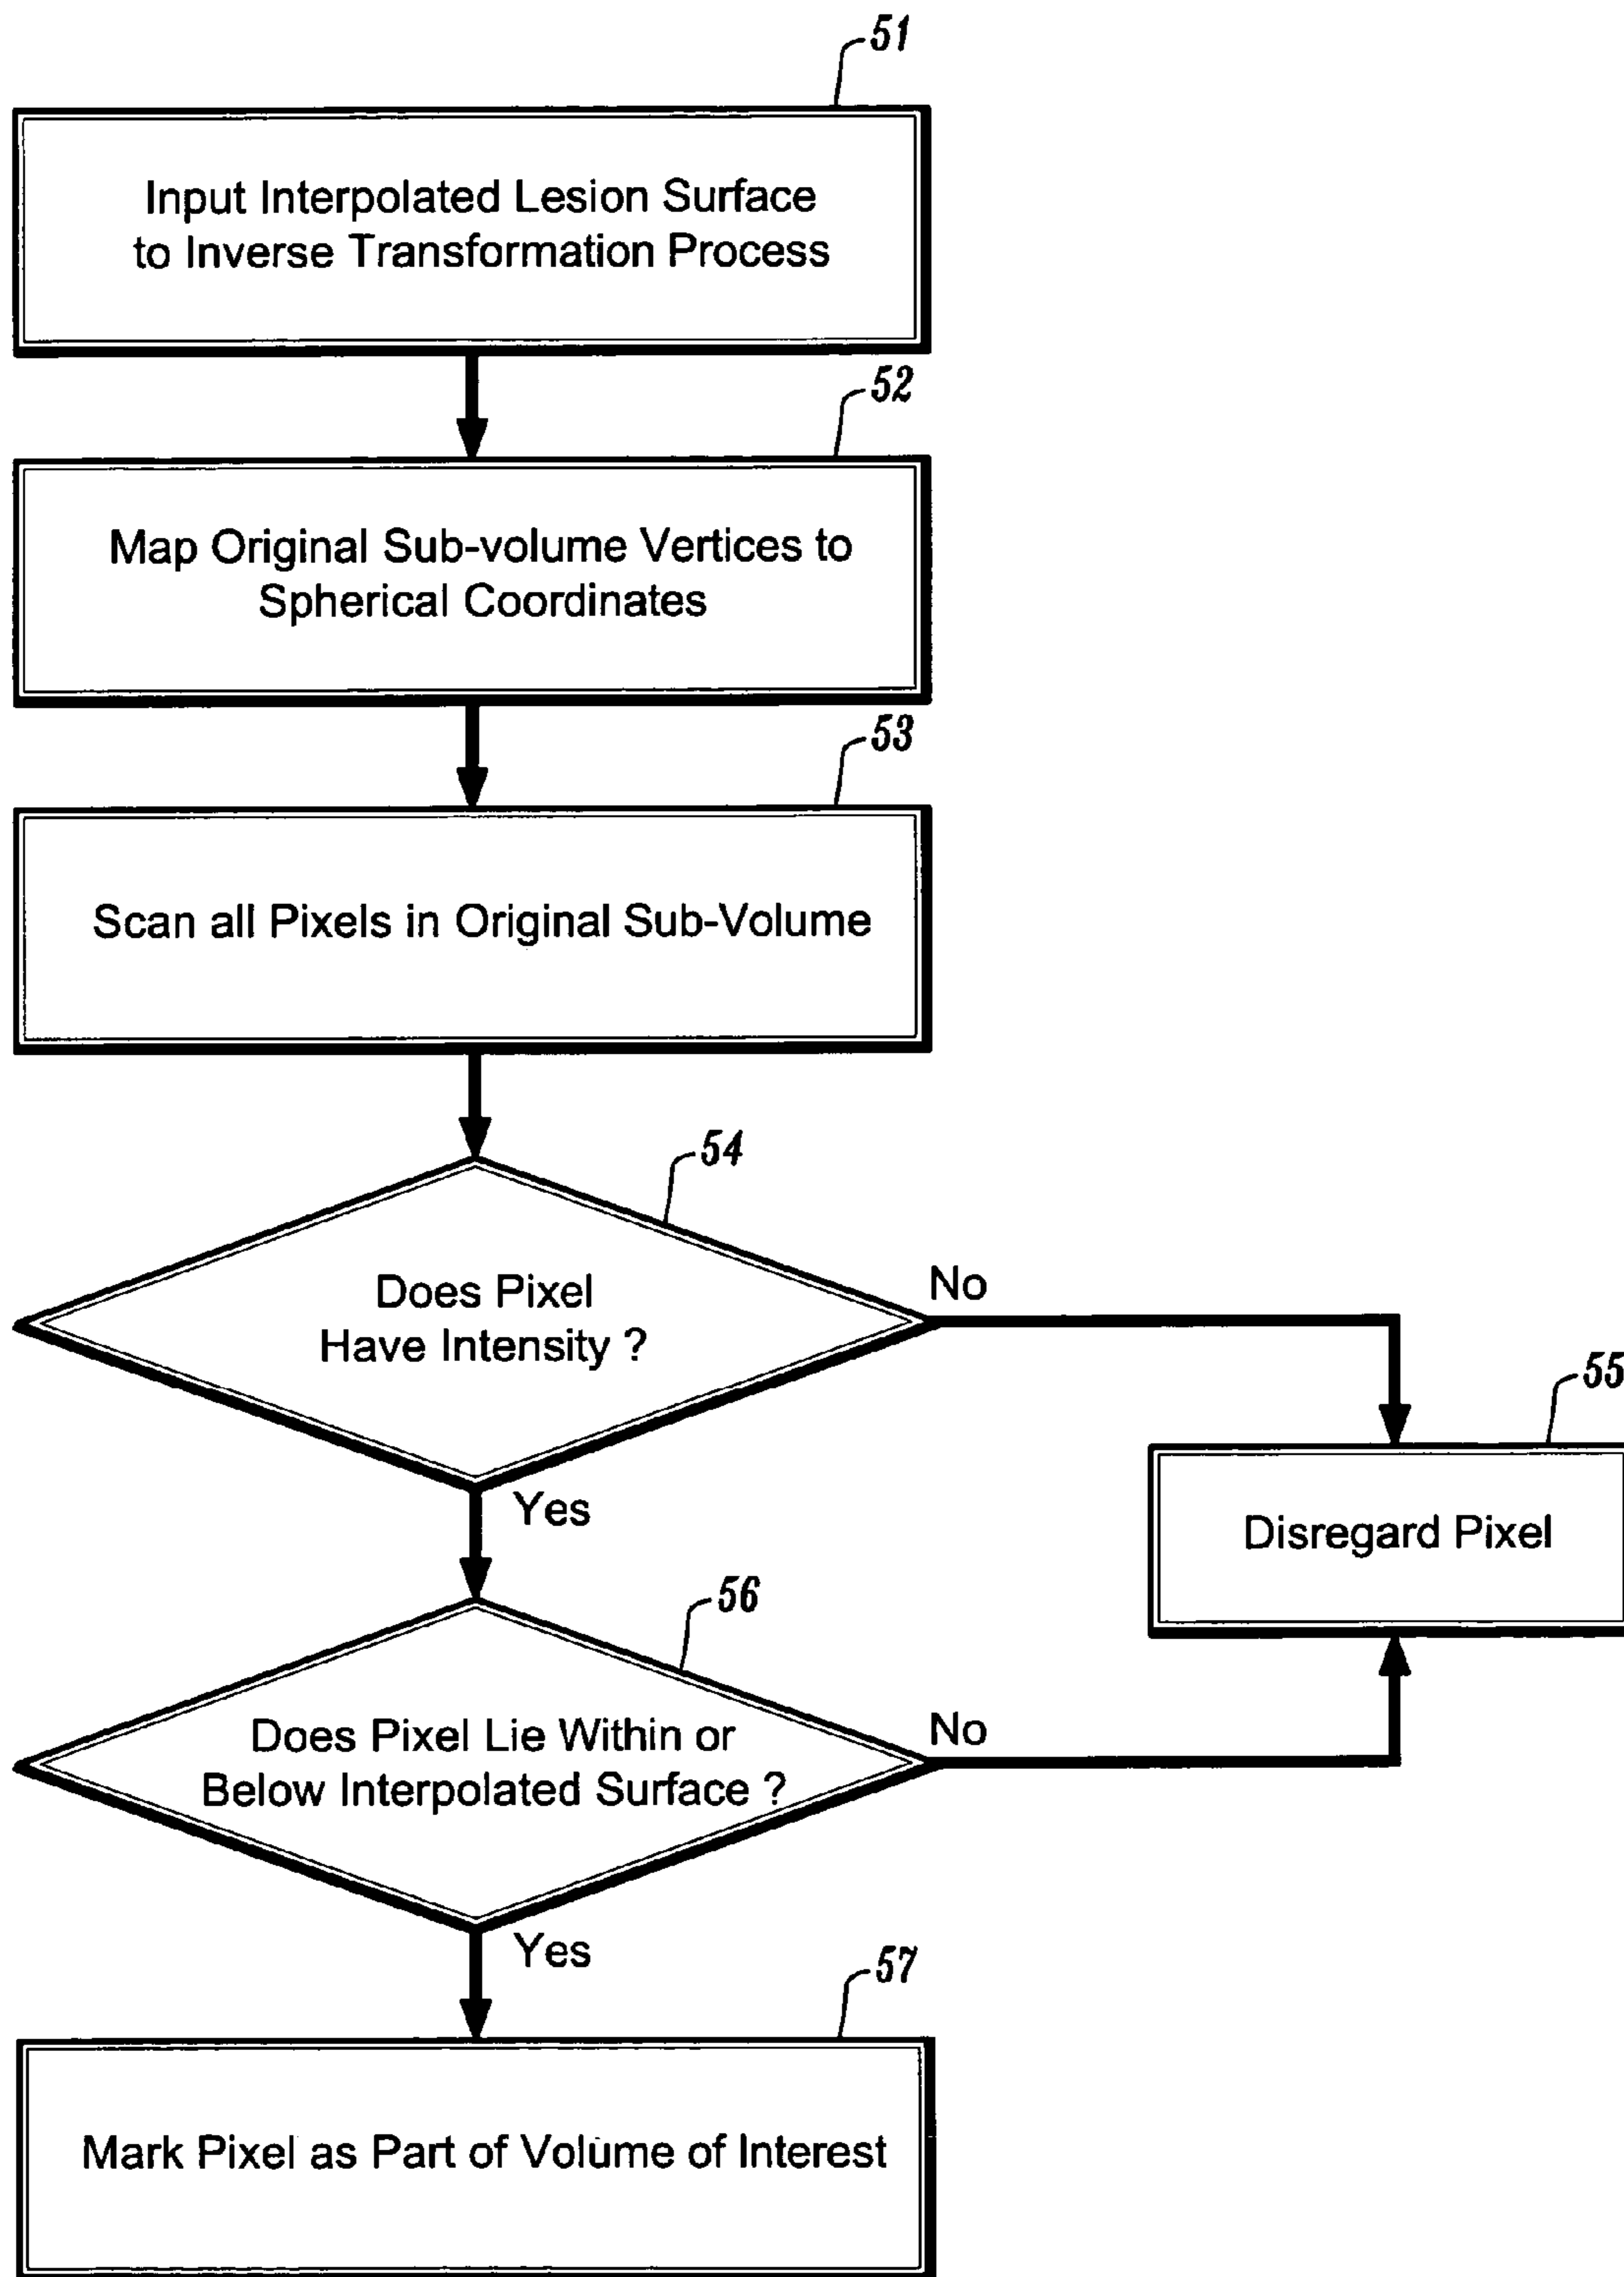 51
Input Interpolated Lesion Surface
to Inverse Transformation Process
52
Map Original Sub-volume Vertices to
Spherical Coordinates
53
Scan all Pixels in Original Sub-Volume
54
Does Pixel
Have Intensity ?
No
Yes
55
Disregard Pixel
56
Does Pixel Lie Within or
Below Interpolated Surface ?
No
Yes
57
Mark Pixel as Part of Volume of Interest